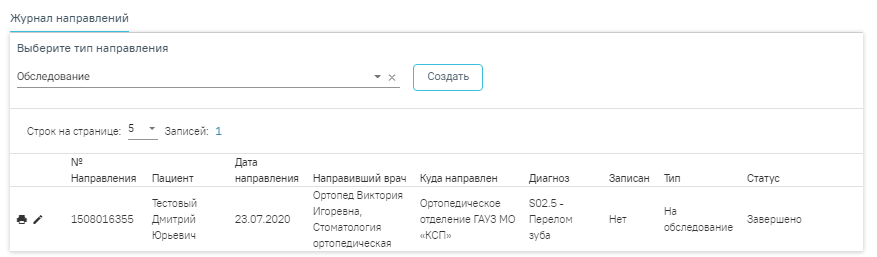 Журнал направлений
Выберите тип направления
Обследование
Создать
Строк на странице: 5 Записей: 1
№ Направления Пациент Дата направления Направивший врач Куда направлен Диагноз Записан Тип Статус
1508016355 Тестовый Дмитрий Юрьевич 23.07.2020 Ортопед Виктория Игоревна, Стоматология ортопедическая Ортопедическое отделение ГАУЗ МО «КСП» S02.5 - Перелом зуба Нет На обследование Завершено